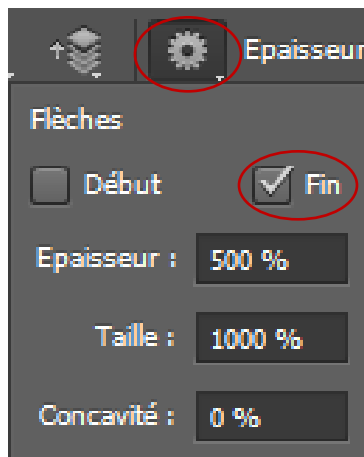 Epaisseur
Flèches
Début Fin
Epaisseur : 500 %
Taille : 1000 %
Concavité : 0 %